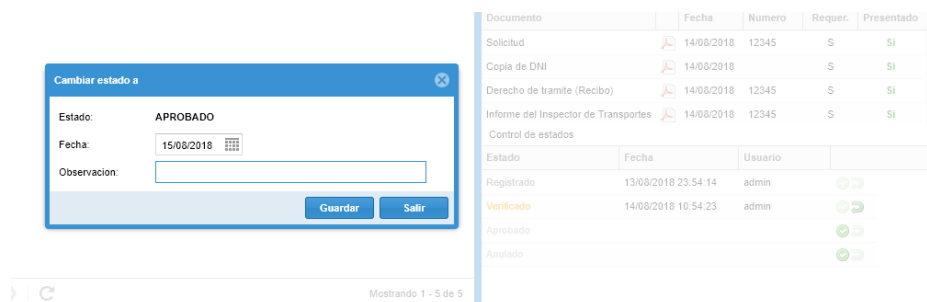 Cambiar estado a
Estado: APROBADO
Fecha: 15/08/2018
Observacion:
Guardar Salir
Mostrando 1 - 5 de 5
Documento Fecha Numero Requer. Presentado
Solicitud 14/08/2018 12345 S Si
Copia de DNI 14/08/2018 S Si
Derecho de tramite (Recibo) 14/08/2018 12345 S Si
Informe del Inspector de Transportes 14/08/2018 12345 S Si
Control de estados
Estado Fecha Usuario
Registrado 13/08/2018 23:54:14 admin
Verificado 14/08/2018 10:54:23 admin
Aprobado
Anulado